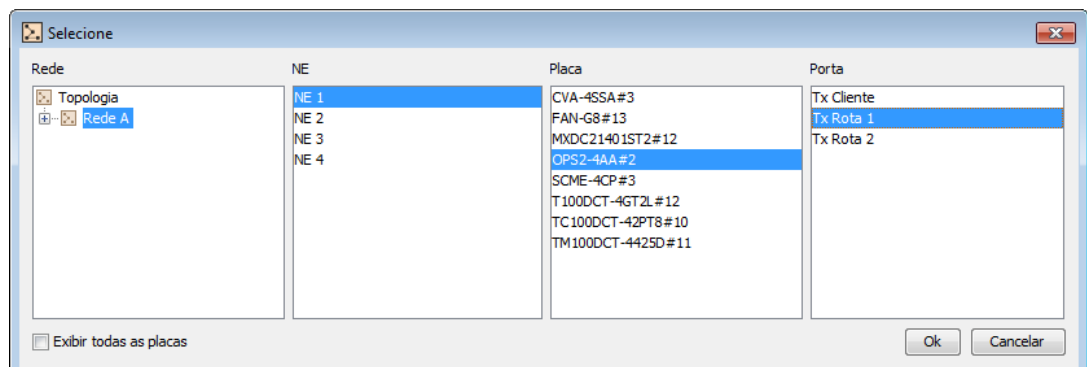 Selecione
Rede
Topologia
Rede A
NE
NE 1
NE 2
NE 3
NE 4
Placa
CVA-4SSA#3
FAN-G8#13
MXDC21401ST2#12
OPS2-4AA#2
SCME-4CP#3
T100DCT-4GT2L#12
TC100DCT-42PT8#10
TM100DCT-4425D#11
Porta
Tx Cliente
Tx Rota 1
Tx Rota 2
Exibir todas as placas
Ok
Cancelar